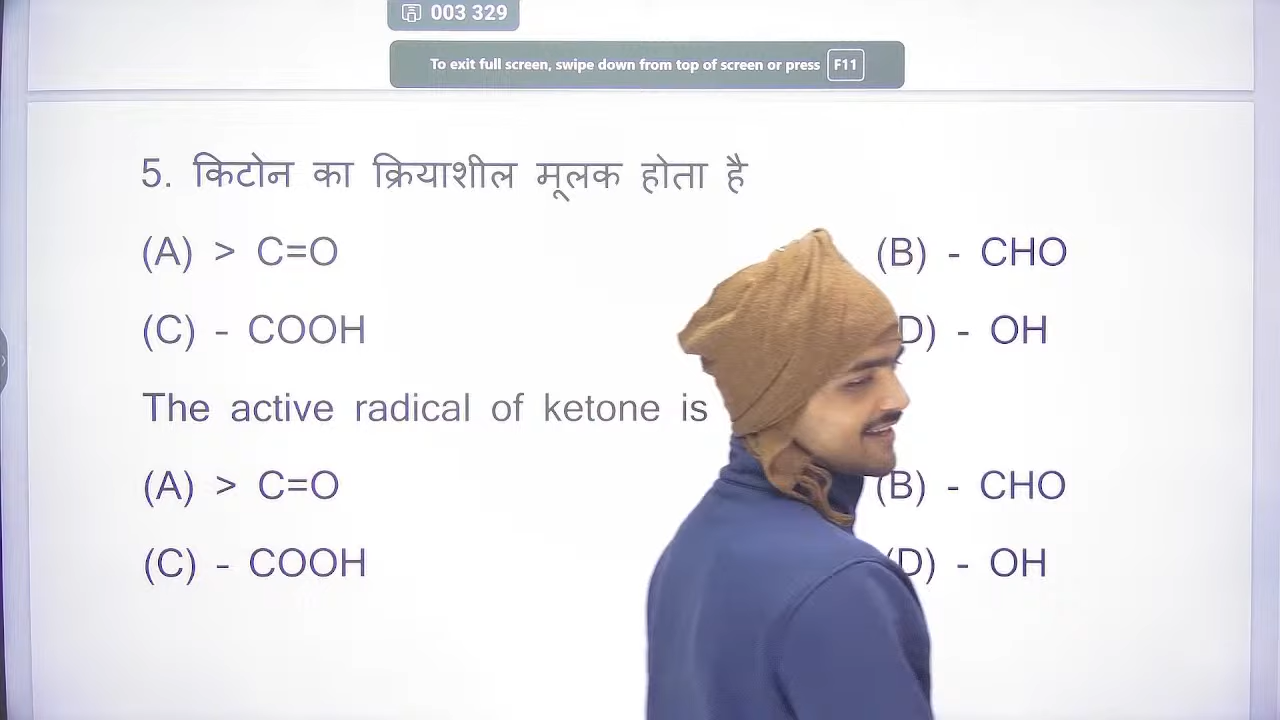 003 329
To exit full screen, swipe down from top of screen or press F11
5. किटोन का क्रियाशील मूलक होता है
(A) > C=O (B) - CHO
(C) - COOH D) - OH
The active radical of ketone is
(A) > C=O (B) - CHO
(C) - COOH (D) - OH